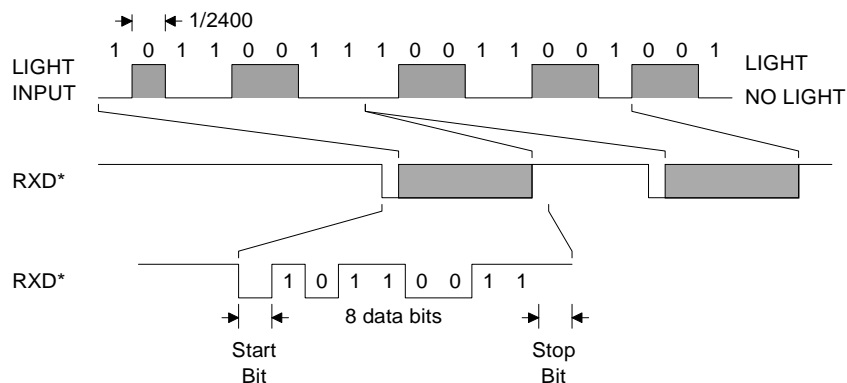 1/2400
1 0 1 1 0 0 1 1 1 0 0 1 1 0 0 1 0 0 1
LIGHT INPUT
LIGHT
NO LIGHT
RXD*
RXD*
1 0 1 1 0 0 1 1
8 data bits
Start Bit
Stop Bit